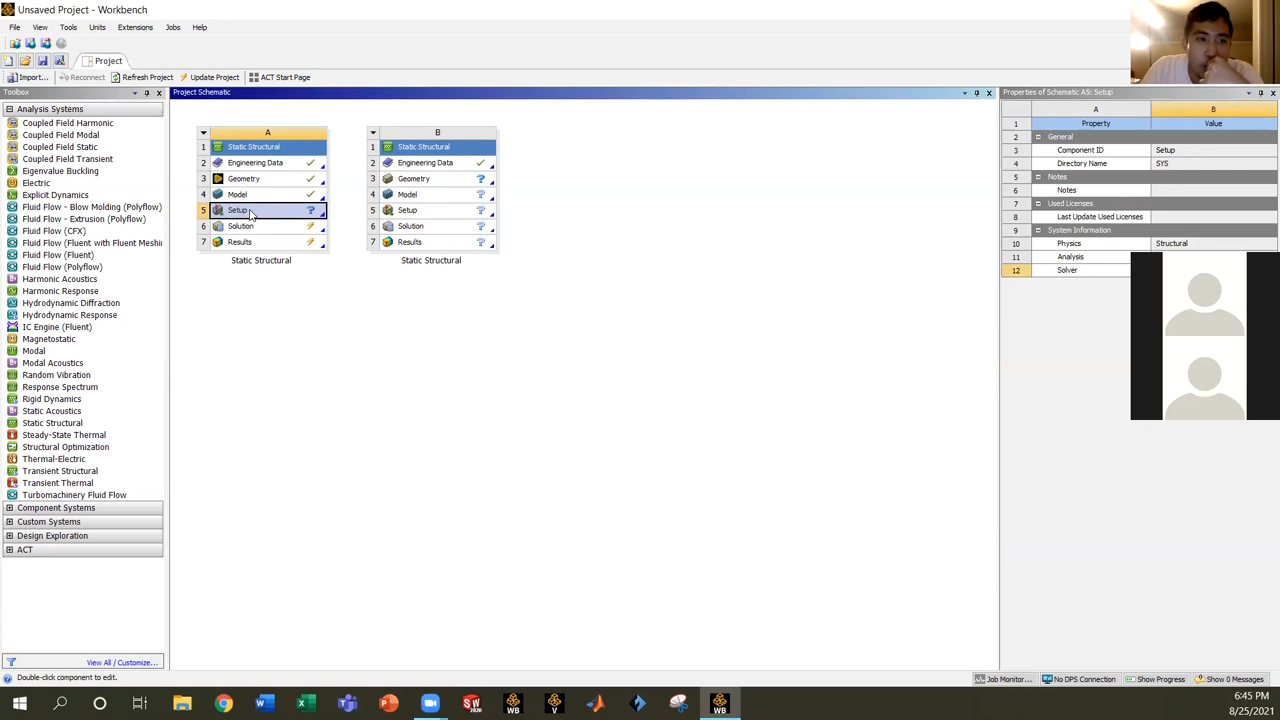 Unsaved Project - Workbench
File View Tools Units Extensions Jobs Help
Project
Import... Reconnect Refresh Project Update Project ACT Start Page
Toolbox
Analysis Systems
Coupled Field Harmonic
Coupled Field Modal
Coupled Field Static
Coupled Field Transient
Eigenvalue Buckling
Electric
Explicit Dynamics
Fluid Flow - Blow Molding (Polyflow)
Fluid Flow - Extrusion (Polyflow)
Fluid Flow (CFX)
Fluid Flow (Fluent with Fluent Meshin
Fluid Flow (Fluent)
Fluid Flow (Polyflow)
Harmonic Acoustics
Harmonic Response
Hydrodynamic Diffraction
Hydrodynamic Response
IC Engine (Fluent)
Magnetostatic
Modal
Modal Acoustics
Random Vibration
Response Spectrum
Rigid Dynamics
Static Acoustics
Static Structural
Steady-State Thermal
Structural Optimization
Thermal-Electric
Transient Structural
Transient Thermal
Turbomachinery Fluid Flow
Component Systems
Custom Systems
Design Exploration
ACT
View All / Customize...
Project Schematic
A
1 Static Structural
2 Engineering Data
3 Geometry
4 Model
5 Setup ?
6 Solution
7 Results
Static Structural
B
1 Static Structural
2 Engineering Data
3 Geometry ?
4 Model ?
5 Setup ?
6 Solution ?
7 Results ?
Static Structural
Properties of Schematic A5: Setup
A B
1 Property Value
2 General
3 Component ID Setup
4 Directory Name SYS
5 Notes
6 Notes
7 Used Licenses
8 Last Update Used Licenses
9 System Information
10 Physics Structural
11 Analysis
12 Solver
Double-click component to edit.
Job Monitor... No DPS Connection Show Progress Show 0 Messages
SW 2020 WB V WB
6:45 PM
8/25/2021